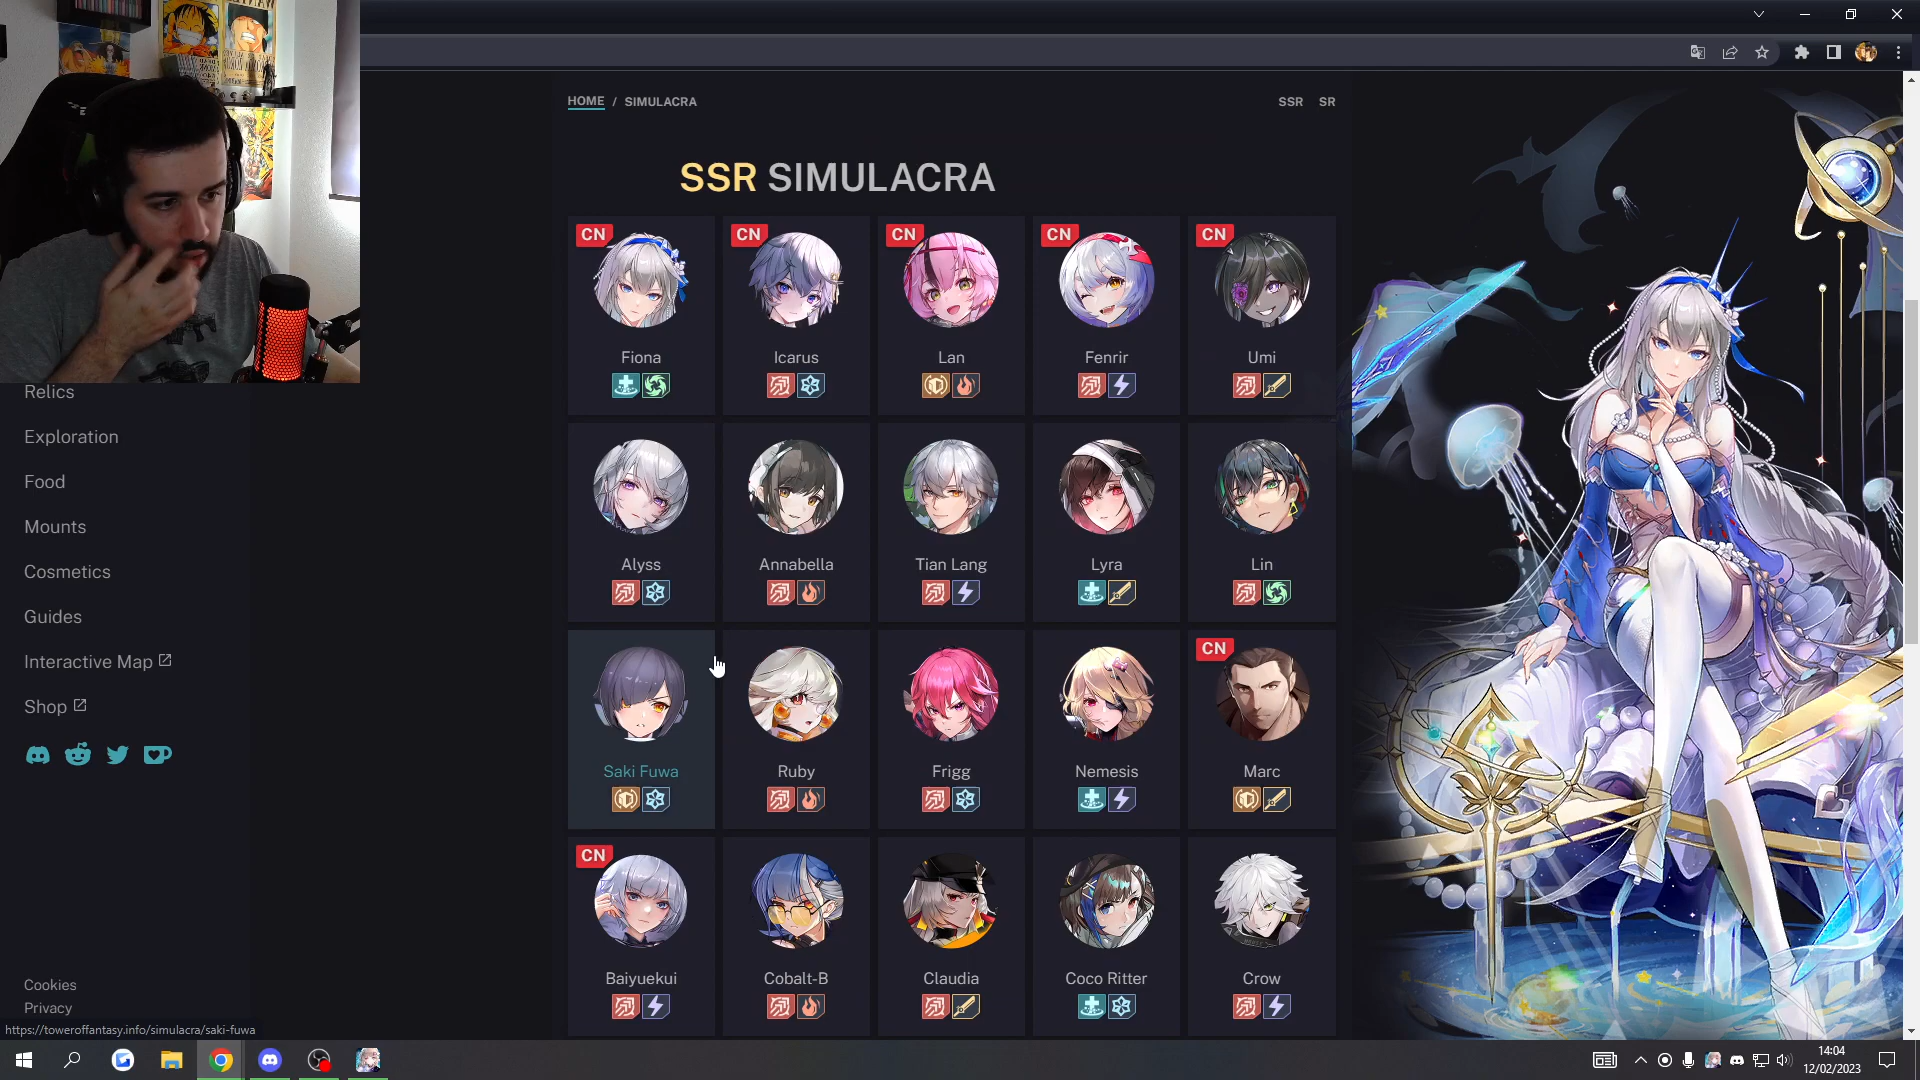 HOME / SIMULACRA
SSR SR
SSR SIMULACRA
CN CN CN CN CN
Fiona Icarus Lan Fenrir Umi
Alyss Annabella Tian Lang Lyra Lin
CN
Saki Fuwa Ruby Frigg Nemesis Marc
CN
Baiyuekui Cobalt-B Claudia Coco Ritter Crow
Relics
Exploration
Food
Mounts
Cosmetics
Guides
Interactive Map
Shop
Cookies
Privacy
https://toweroffantasy.info/simulacra/saki-fuwa
14:04
12/02/2023